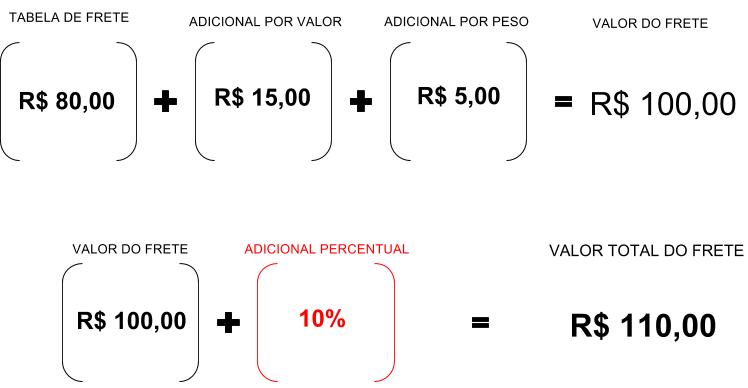 TABELA DE FRETE
ADICIONAL POR VALOR
ADICIONAL POR PESO
VALOR DO FRETE
R$ 80,00 + R$ 15,00 + R$ 5,00 = R$ 100,00
VALOR DO FRETE
ADICIONAL PERCENTUAL
VALOR TOTAL DO FRETE
R$ 100,00 + 10% = R$ 110,00